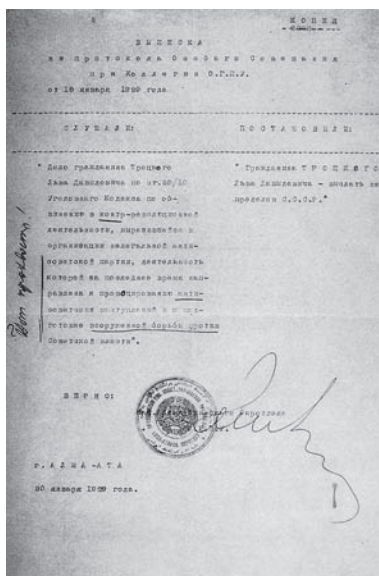 КОПИЯ
ВЫПИСКА
из протокола Особого Совещания
при Коллегии О.Г.П.У.
от 18 января 1929 года
СЛУШАЛИ: ПОСТАНОВИЛИ:
"Дело гражданина Троцкого "Гражданина ТРОЦКОГО
Льва Давидовича по ст.58/10 Льва Давидовича - выслать из
Уголовного Кодекса по об- пределов С.С.С.Р."
винению в контр-революционной
деятельности, выразившейся в
организации нелегальной анти-
советской партии, деятельность
которой за последнее время нап-
равлена к провоцированию анти-
советских выступлений и к подго-
готовке вооруженной борьбы против
Советской власти".
ВЕРНО:
г. АЛМА-АТА
20 января 1929 года.